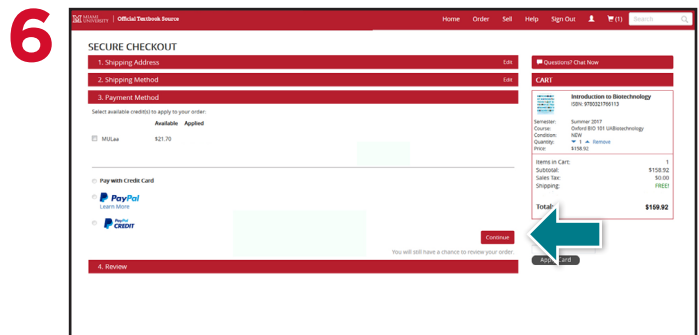 6
MIAMI UNIVERSITY | Official Textbook Source Home Order Sell Help Sign Out (1) Search
SECURE CHECKOUT
1. Shipping Address Edit
2. Shipping Method Edit
3. Payment Method
Select available credit(s) to apply to your order:
Available Applied
MULaa $21.70
Pay with Credit Card
PayPal
Learn More
PayPal CREDIT
Continue
You will still have a chance to review your order.
4. Review
Questions? Chat Now
CART
Introduction to Biotechnology
ISBN: 9780321766113
Semester: Summer 2017
Course: Oxford BIO 101 UABiotechnology
Condition: NEW
Quantity: 1 Remove
Price: $158.92
Items in Cart: 1
Subtotal: $158.92
Sales Tax: $0.00
Shipping: FREE!
Total: $159.92
Card